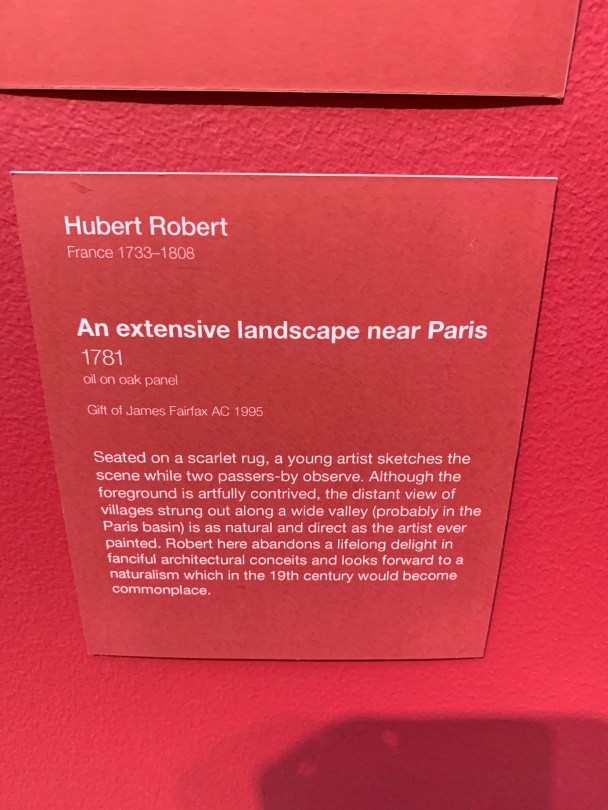 Hubert Robert
France 1733–1808
An extensive landscape near Paris
1781
oil on oak panel
Gift of James Fairfax AC 1995
Seated on a scarlet rug, a young artist sketches the
scene while two passers-by observe. Although the
foreground is artfully contrived, the distant view of
villages strung out along a wide valley (probably in the
Paris basin) is as natural and direct as the artist ever
painted. Robert here abandons a lifelong delight in
fanciful architectural conceits and looks forward to a
naturalism which in the 19th century would become
commonplace.